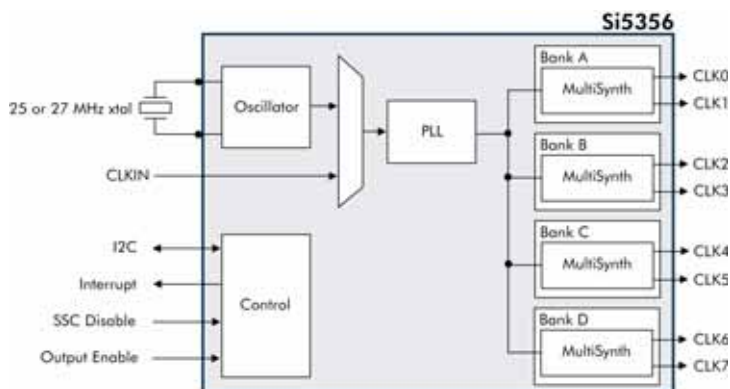 Si5356
25 or 27 MHz xtal
Oscillator
PLL
CLKIN
I2C
Interrupt
SSC Disable
Output Enable
Control
Bank A
MultiSynth
CLK0
CLK1
Bank B
MultiSynth
CLK2
CLK3
Bank C
MultiSynth
CLK4
CLK5
Bank D
MultiSynth
CLK6
CLK7